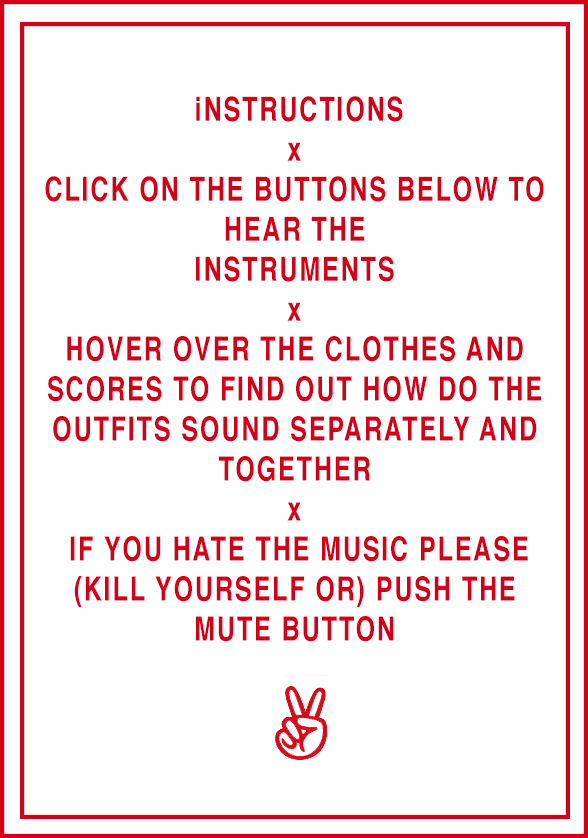 iNSTRUCTIONS
x
CLICK ON THE BUTTONS BELOW TO
HEAR THE
INSTRUMENTS
x
HOVER OVER THE CLOTHES AND
SCORES TO FIND OUT HOW DO THE
OUTFITS SOUND SEPARATELY AND
TOGETHER
x
IF YOU HATE THE MUSIC PLEASE
(KILL YOURSELF OR) PUSH THE
MUTE BUTTON